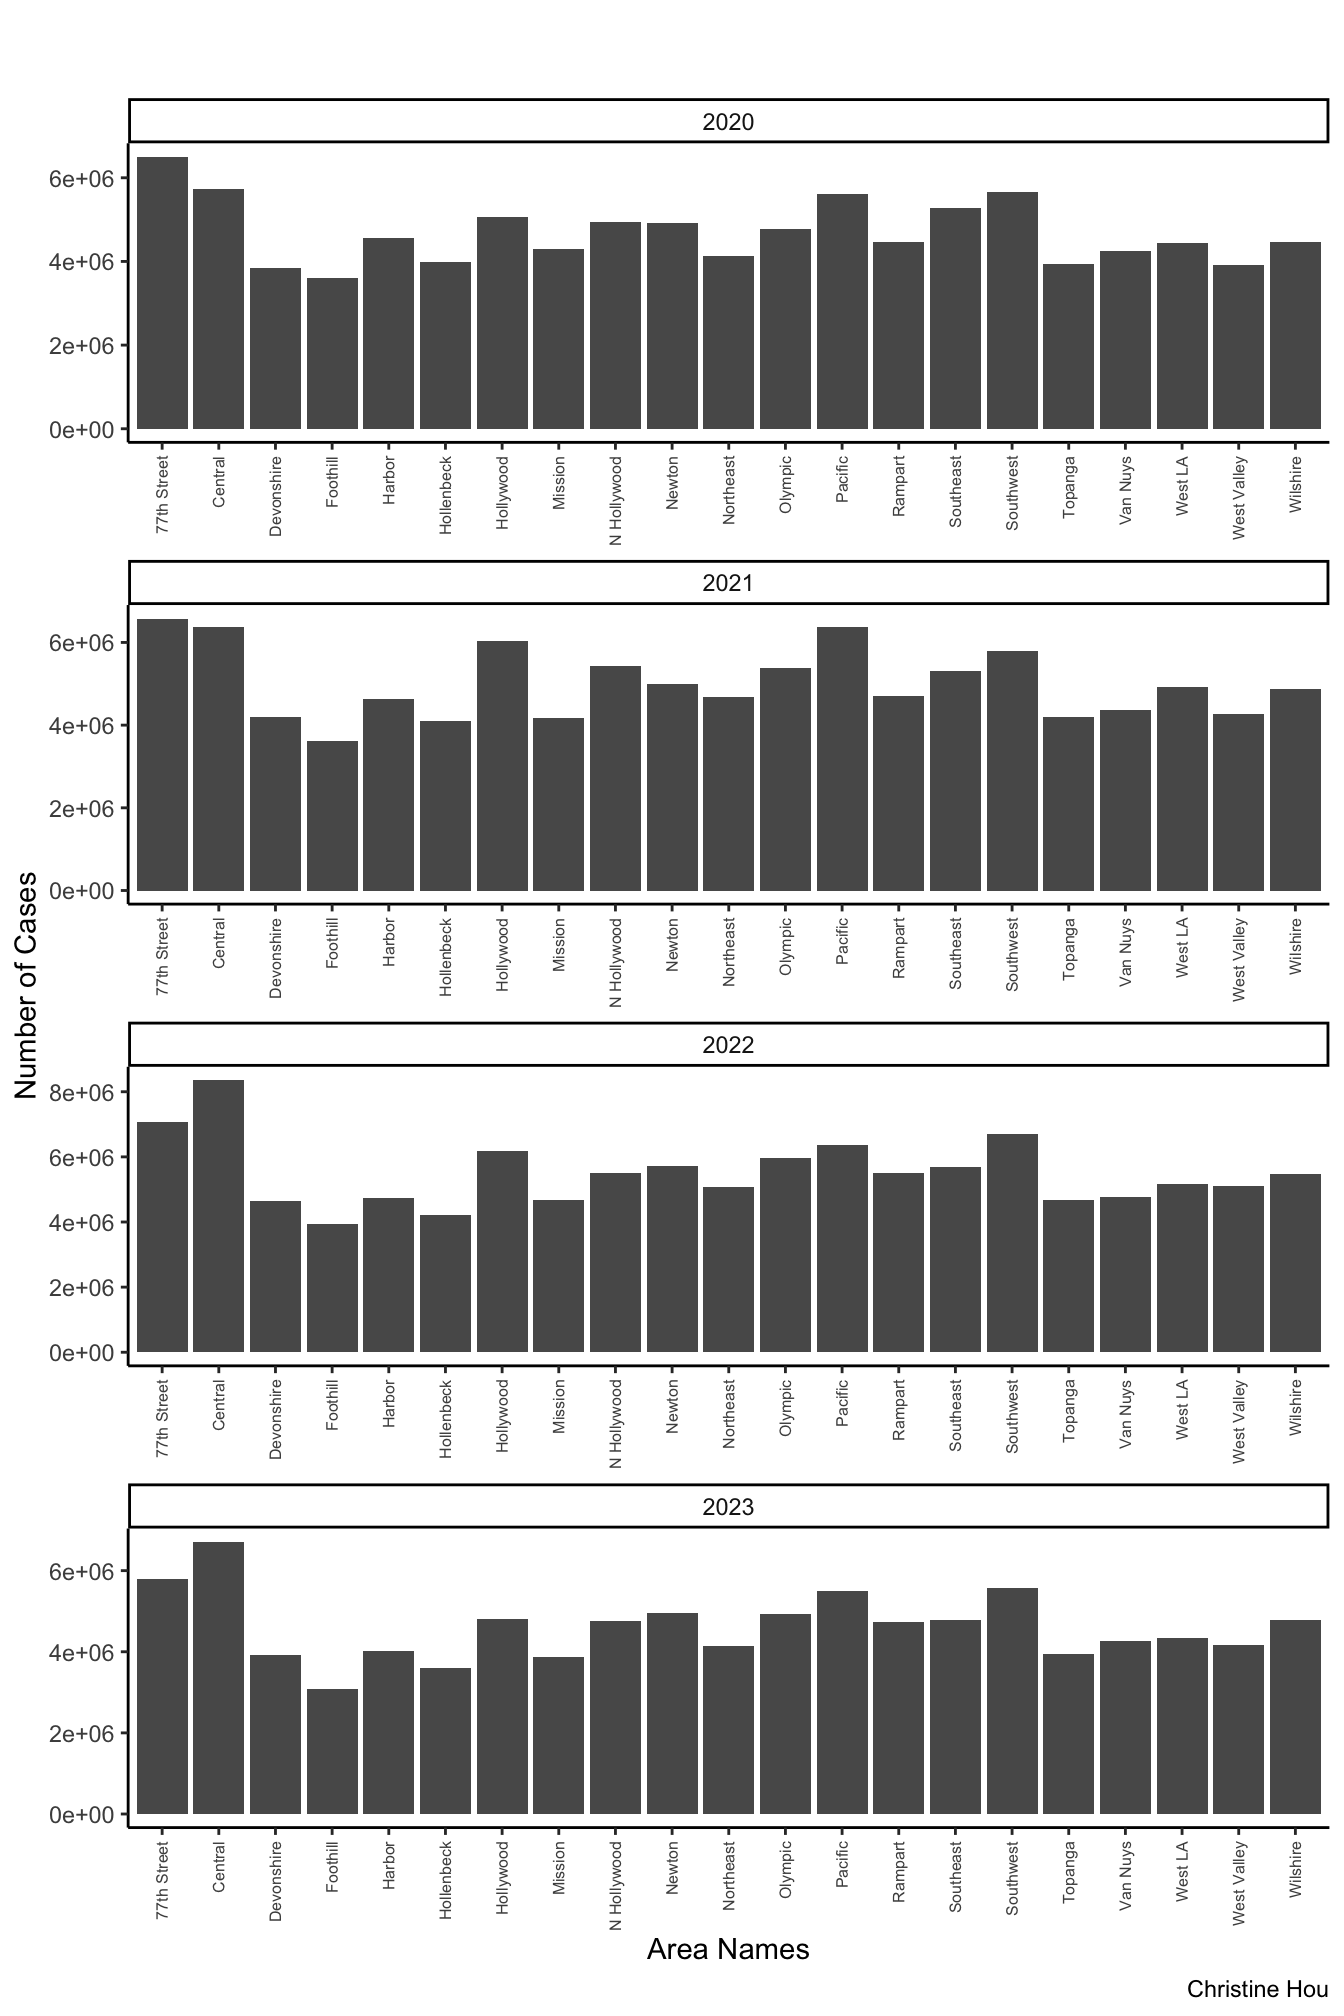 2020
6e+06
4e+06
2e+06
0e+00
77th Street
Central
Devonshire
Foothill
Harbor
Hollenbeck
Hollywood
Mission
N Hollywood
Newton
Northeast
Olympic
Pacific
Rampart
Southeast
Southwest
Topanga
Van Nuys
West LA
West Valley
Wilshire
2021
6e+06
4e+06
2e+06
0e+00
77th Street
Central
Devonshire
Foothill
Harbor
Hollenbeck
Hollywood
Mission
N Hollywood
Newton
Northeast
Olympic
Pacific
Rampart
Southeast
Southwest
Topanga
Van Nuys
West LA
West Valley
Wilshire
Number of Cases
2022
8e+06
6e+06
4e+06
2e+06
0e+00
77th Street
Central
Devonshire
Foothill
Harbor
Hollenbeck
Hollywood
Mission
N Hollywood
Newton
Northeast
Olympic
Pacific
Rampart
Southeast
Southwest
Topanga
Van Nuys
West LA
West Valley
Wilshire
2023
6e+06
4e+06
2e+06
0e+00
77th Street
Central
Devonshire
Foothill
Harbor
Hollenbeck
Hollywood
Mission
N Hollywood
Newton
Northeast
Olympic
Pacific
Rampart
Southeast
Southwest
Topanga
Van Nuys
West LA
West Valley
Wilshire
Area Names
Christine Hou